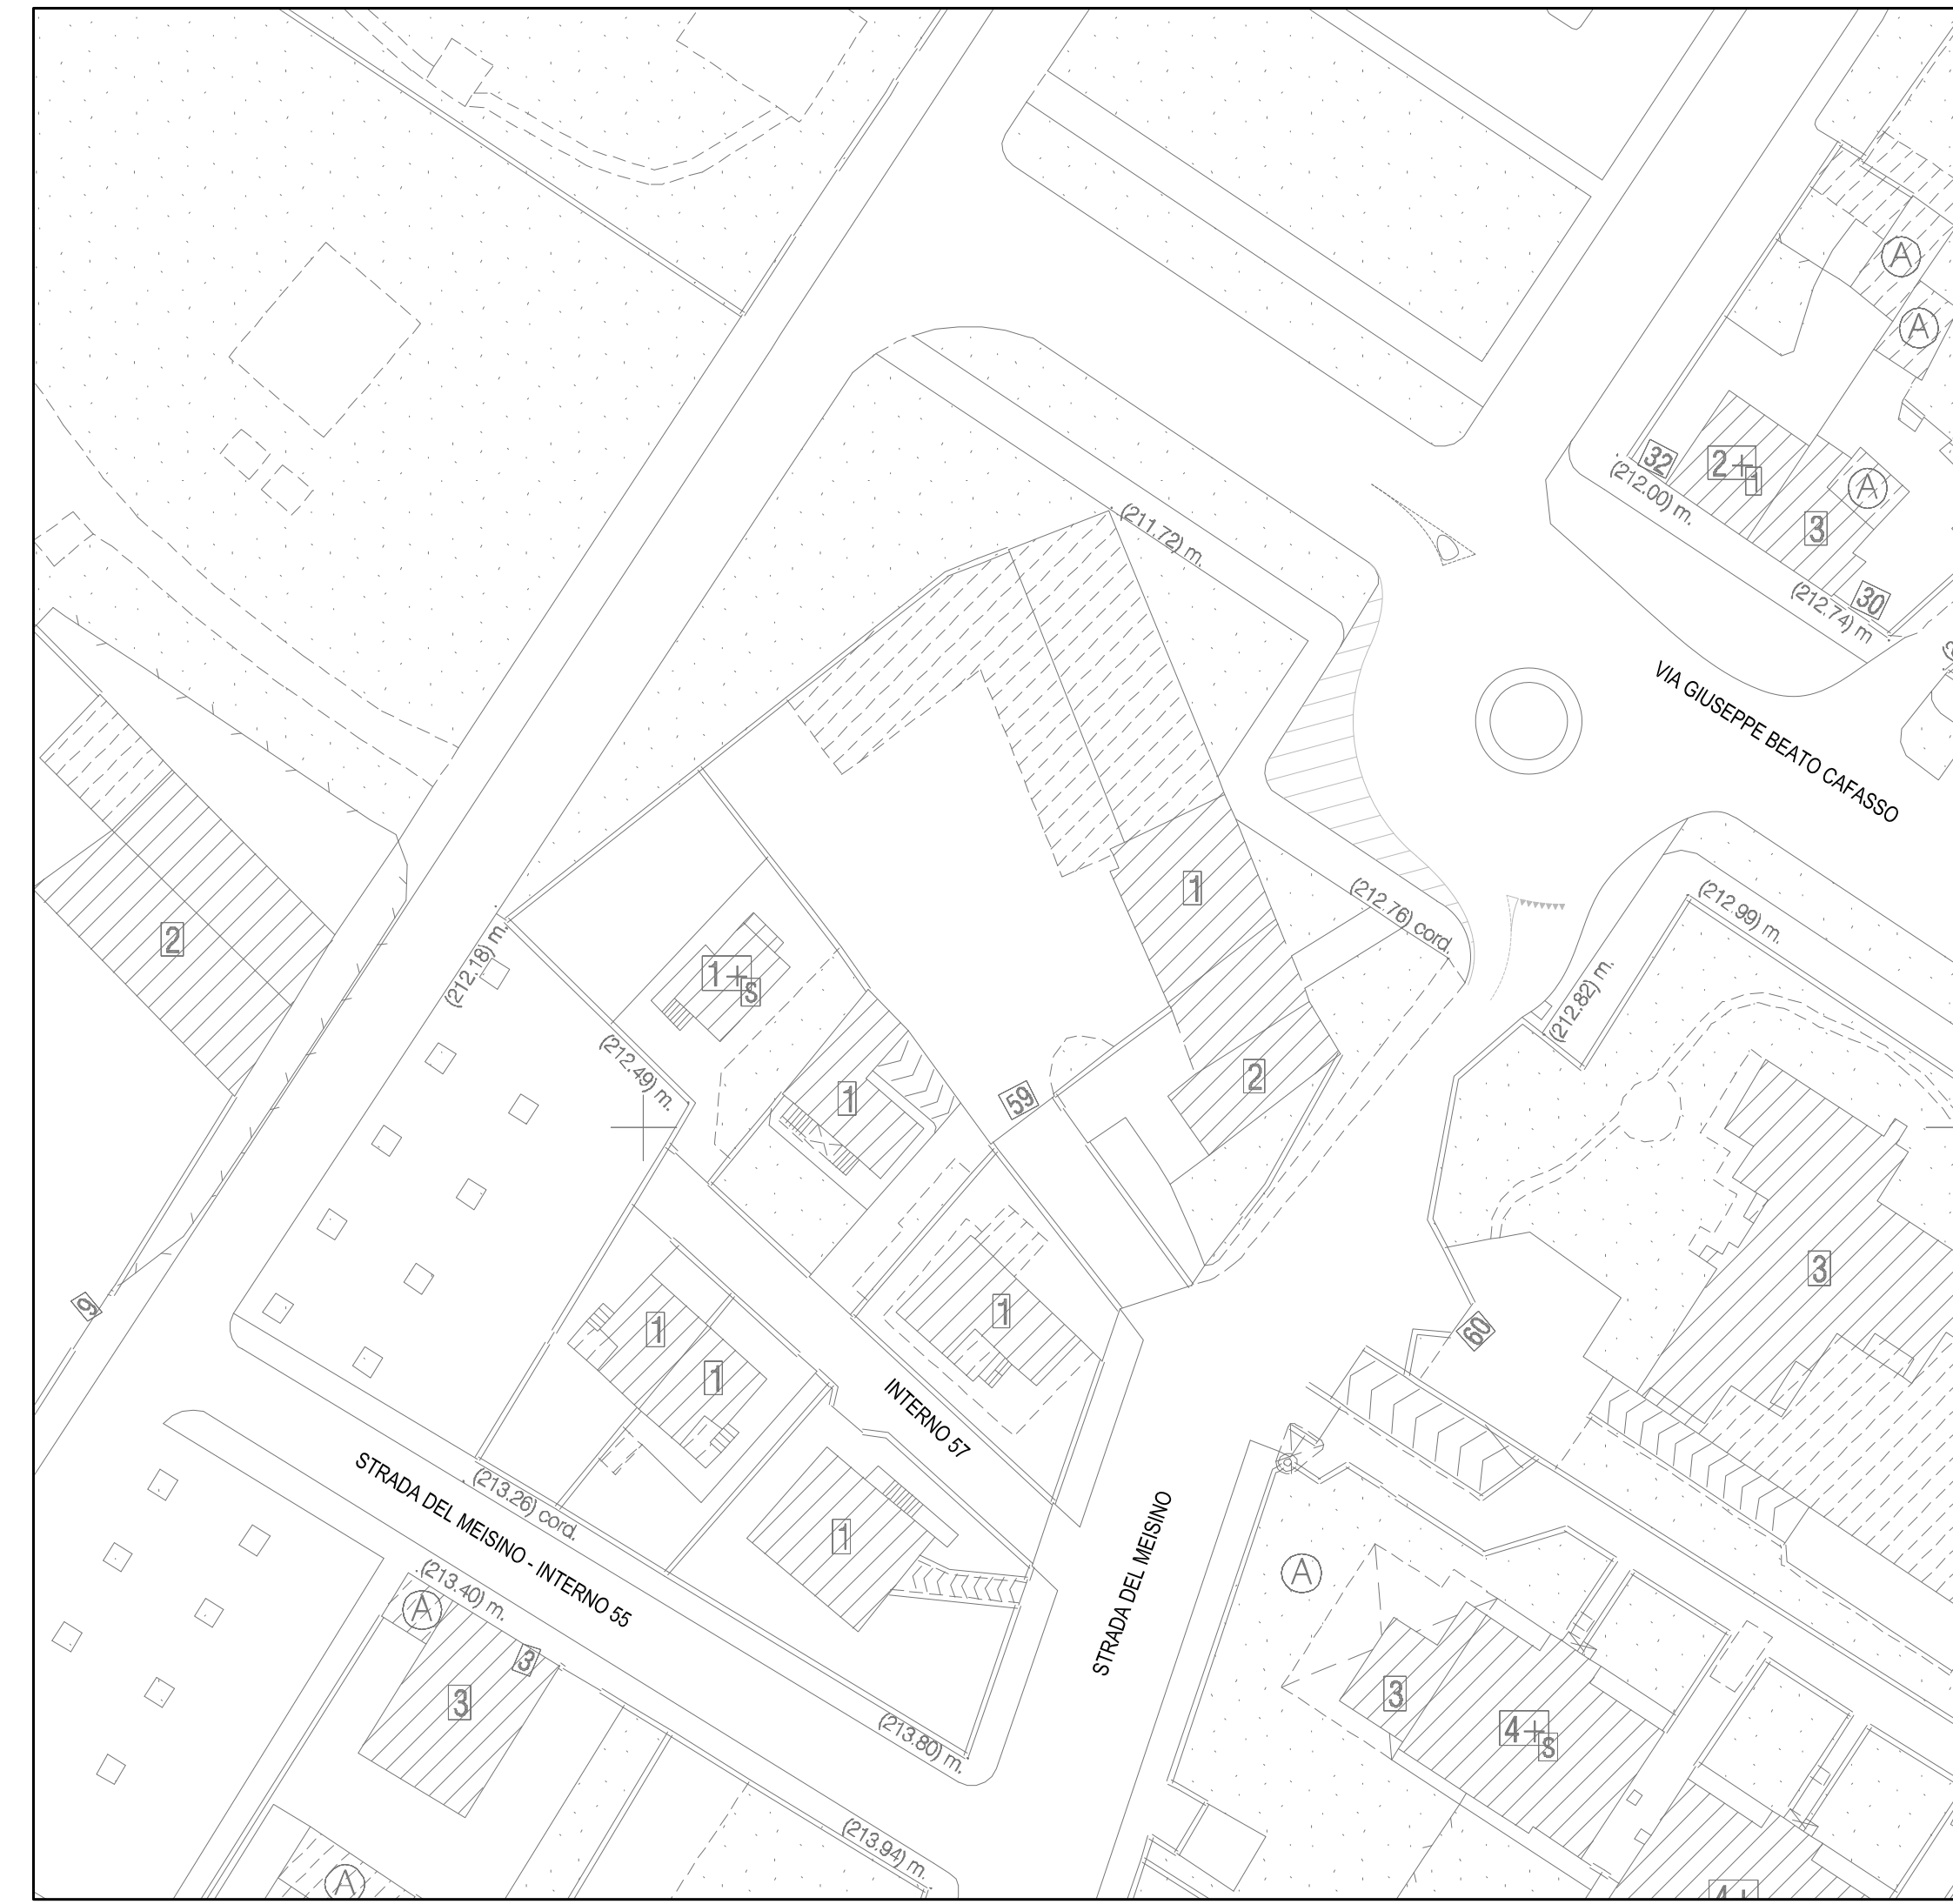 A
A
(211.72) m.
32
2+1
(212.00) m.
A
3
30
(212.74) m
VIA GIUSEPPE BEATO CAFASSO
1
(212.76) cord.
(212.99) m.
2
(212.18) m.
1+s
(212.82) m.
(212.49) m.
1
59
2
3
9
1
1
60
1
INTERNO 57
STRADA DEL MEISINO - INTERNO 55
(213.26) cord.
1
STRADA DEL MEISINO
A
(213.40) m.
A
3
3
3
4+s
(213.80) m.
(213.94) m.
A
4+